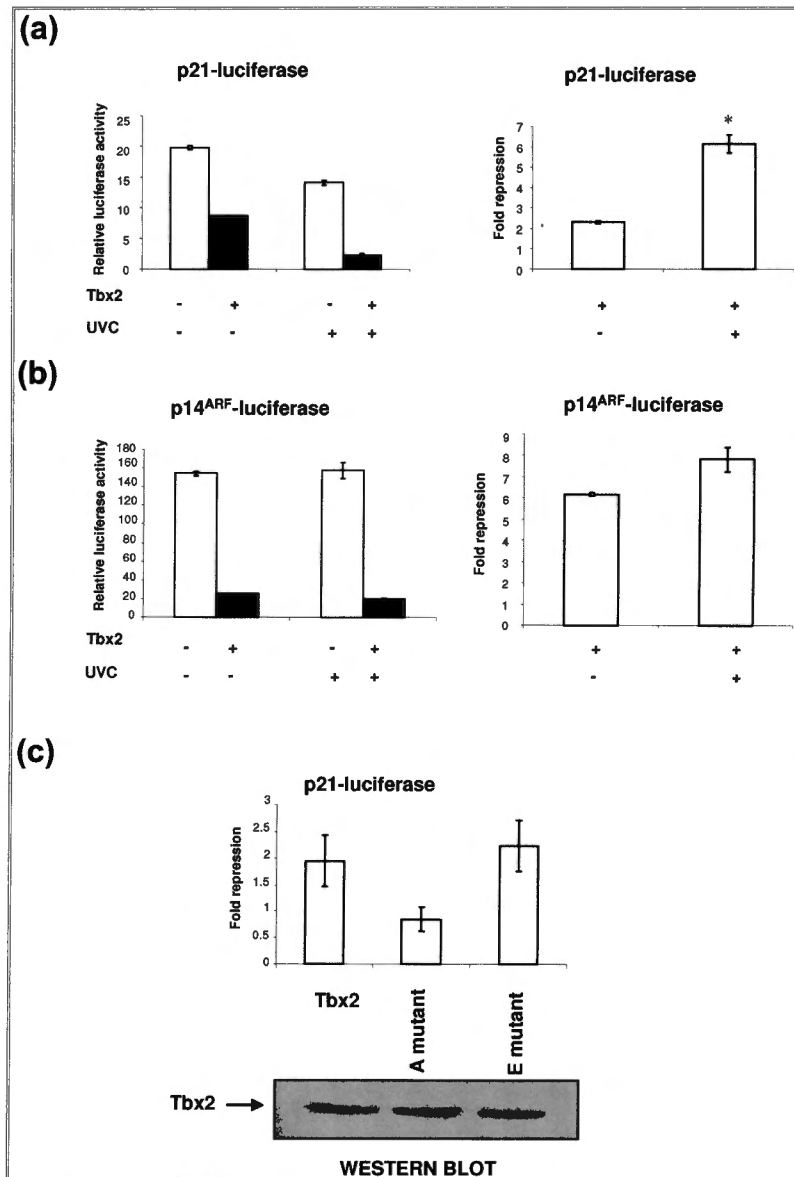 (a)
p21-luciferase
Relative luciferase activity
25
20
15
10
5
0
Tbx2 - + - +
UVC - - + +
p21-luciferase
Fold repression
7
6
5
4
3
2
1
0
*
+ +
- +
(b)
p14ARF-luciferase
Relative luciferase activity
180
160
140
120
100
80
60
40
20
0
Tbx2 - + - +
UVC - - + +
p14ARF-luciferase
Fold repression
9
8
7
6
5
4
3
2
1
0
+ +
- +
(c)
p21-luciferase
Fold repression
3
2.5
2
1.5
1
0.5
0
Tbx2
A mutant
E mutant
Tbx2
WESTERN BLOT